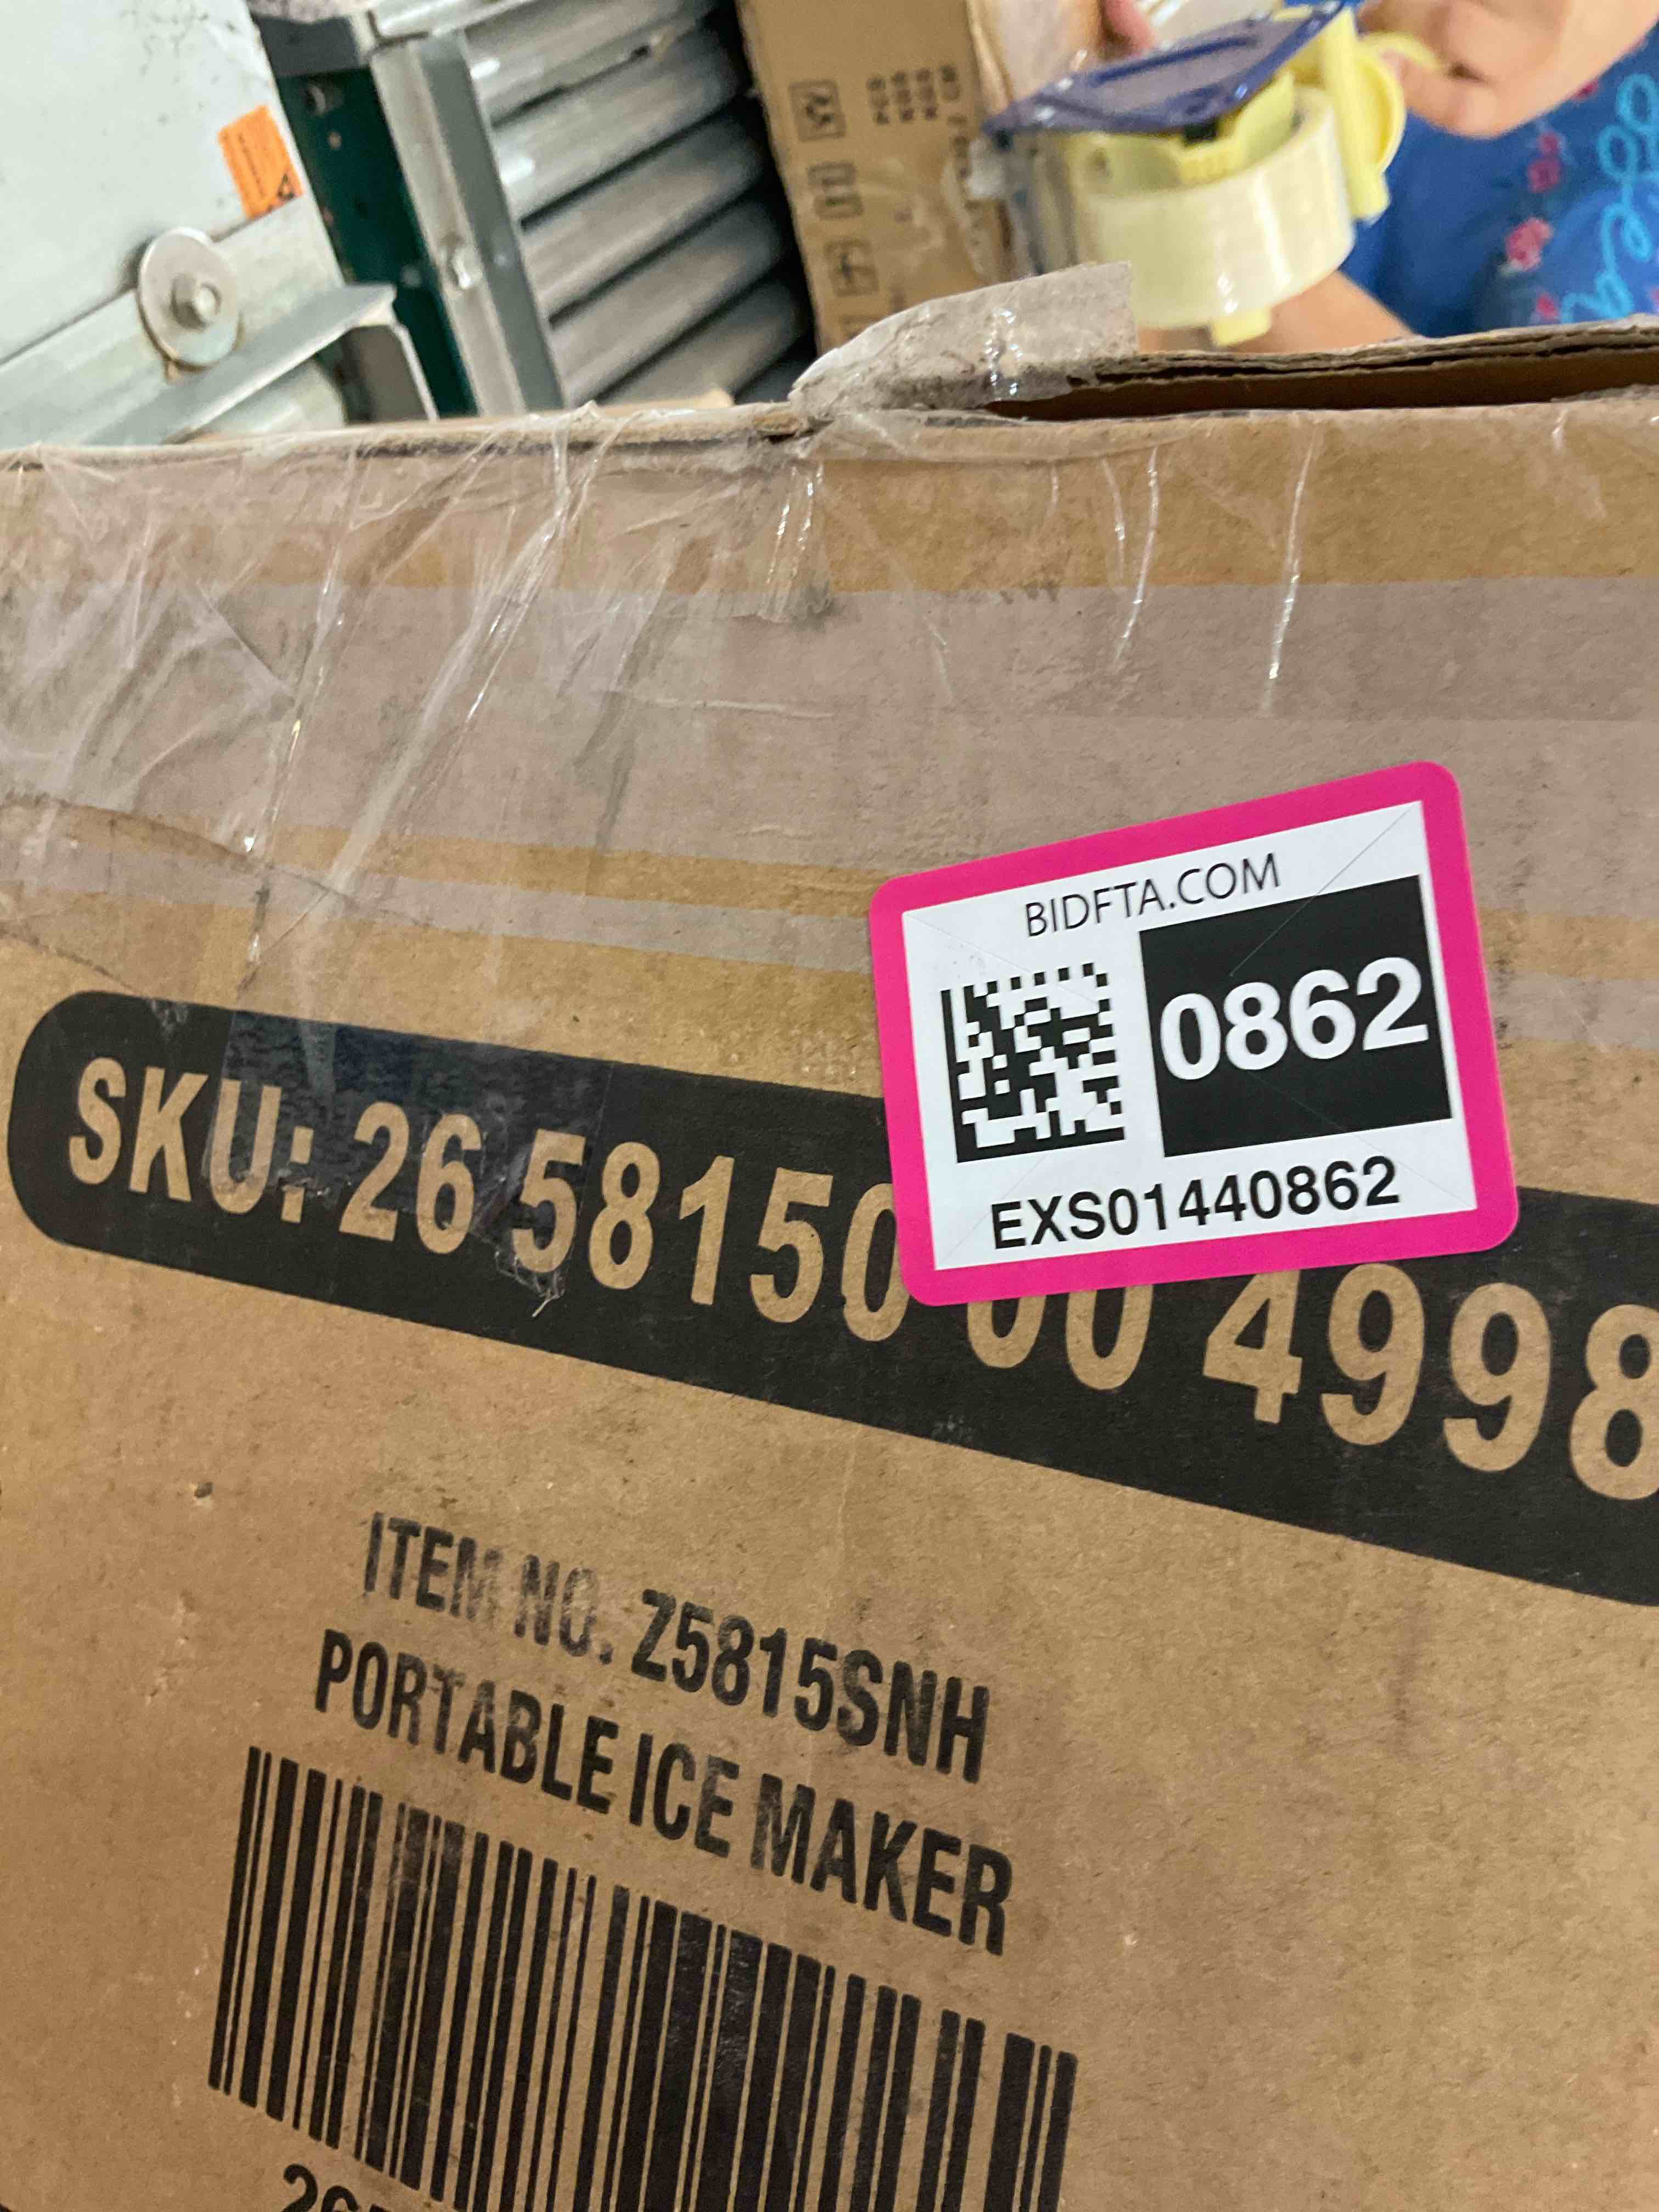 BIDFTA.COM
0862
EXS01440862
SKU: 26 58150 00 4998
ITEM NO. Z5815SNH
PORTABLE ICE MAKER